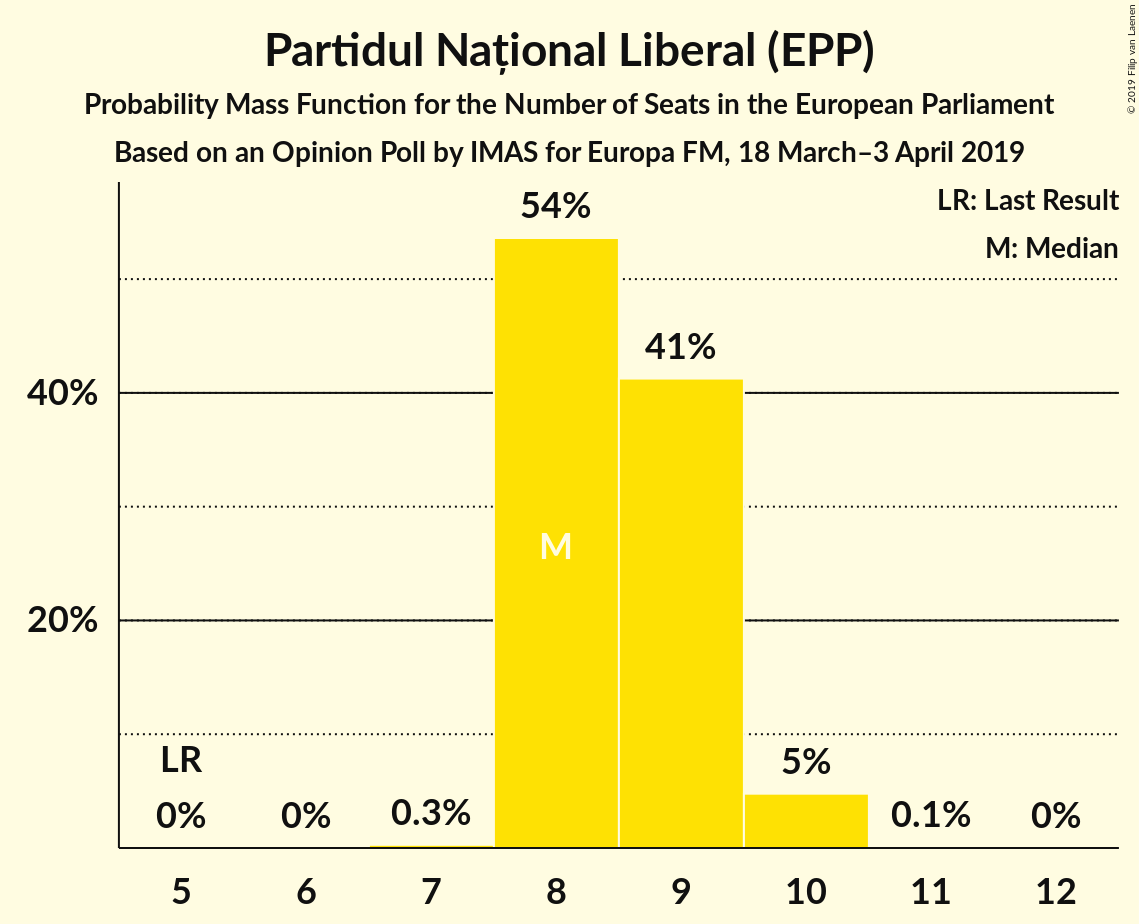 Partidul Național Liberal (EPP)
Probability Mass Function for the Number of Seats in the European Parliament
Based on an Opinion Poll by IMAS for Europa FM, 18 March–3 April 2019
© 2019 Filip van Laenen
LR: Last Result
M: Median
54%
41%
40%
M
20%
LR
0%
0%
0.3%
5%
0.1%
0%
5
6
7
8
9
10
11
12